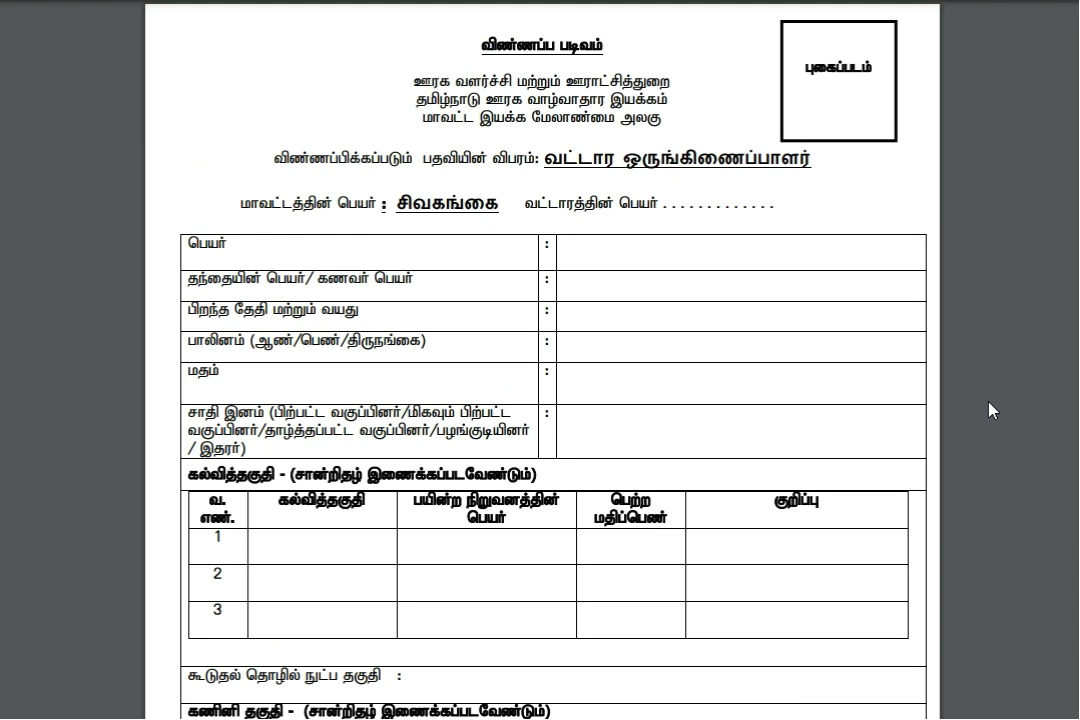 விண்ணப்ப படிவம்
புகைப்படம்
ஊரக வளர்ச்சி மற்றும் ஊராட்சித்துறை
தமிழ்நாடு ஊரக வாழ்வாதார இயக்கம்
மாவட்ட இயக்க மேலாண்மை அலகு
விண்ணப்பிக்கப்படும் பதவியின் விபரம்: வட்டார ஒருங்கிணைப்பாளர்
மாவட்டத்தின் பெயர் : சிவகங்கை வட்டாரத்தின் பெயர் . . . . . . . . . . . . .
பெயர் :
தந்தையின் பெயர்/ கணவர் பெயர் :
பிறந்த தேதி மற்றும் வயது :
பாலினம் (ஆண்/பெண்/திருநங்கை) :
மதம் :
சாதி இனம் (பிற்பட்ட வகுப்பினர்/மிகவும் பிற்பட்ட :
வகுப்பினர்/தாழ்த்தப்பட்ட வகுப்பினர்/பழங்குடியினர்
/ இதரர்)
கல்வித்தகுதி - (சான்றிதழ் இணைக்கப்படவேண்டும்)
வ. எண். கல்வித்தகுதி பயின்ற நிறுவனத்தின் பெயர் பெற்ற மதிப்பெண் குறிப்பு
1
2
3
கூடுதல் தொழில் நுட்ப தகுதி :
கணினி தகுதி - (சான்றிதழ் இணைக்கப்படவேண்டும்)